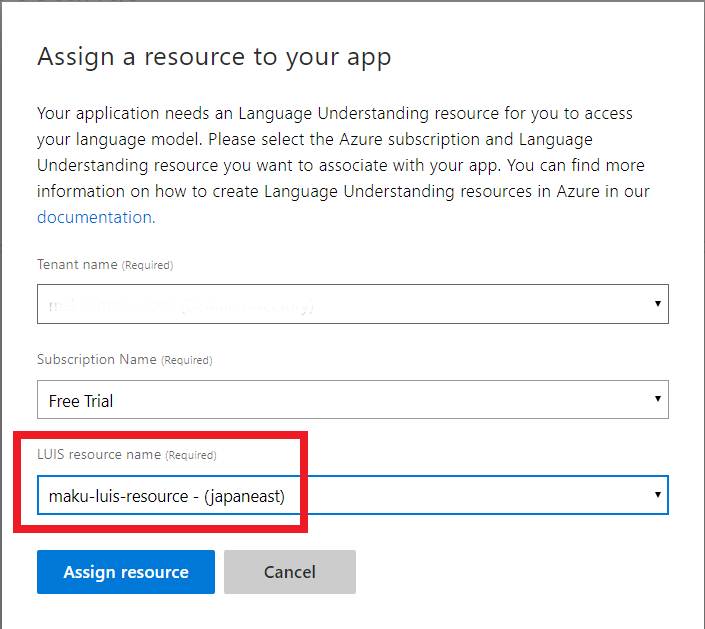 Assign a resource to your app
Your application needs an Language Understanding resource for you to access
your language model. Please select the Azure subscription and Language
Understanding resource you want to associate with your app. You can find more
information on how to create Language Understanding resources in Azure in our
documentation.
Tenant name (Required)
Subscription Name (Required)
Free Trial
LUIS resource name (Required)
maku-luis-resource - (japaneast)
Assign resource
Cancel